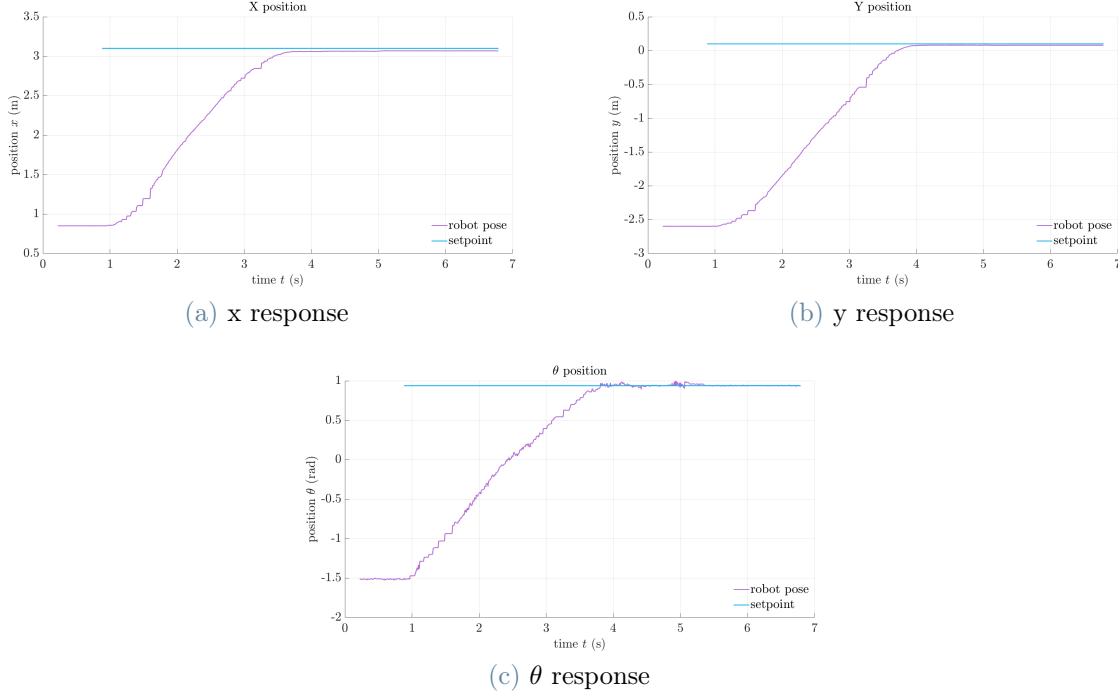 X position
3.5
3
2.5
2
1.5
1
0.5
position x (m)
0 1 2 3 4 5 6 7
time t (s)
robot pose
setpoint
(a) x response
Y position
0.5
0
-0.5
-1
-1.5
-2
-2.5
-3
position y (m)
0 1 2 3 4 5 6 7
time t (s)
robot pose
setpoint
(b) y response
θ position
1
0.5
0
-0.5
-1
-1.5
-2
position θ (rad)
0 1 2 3 4 5 6 7
time t (s)
robot pose
setpoint
(c) θ response